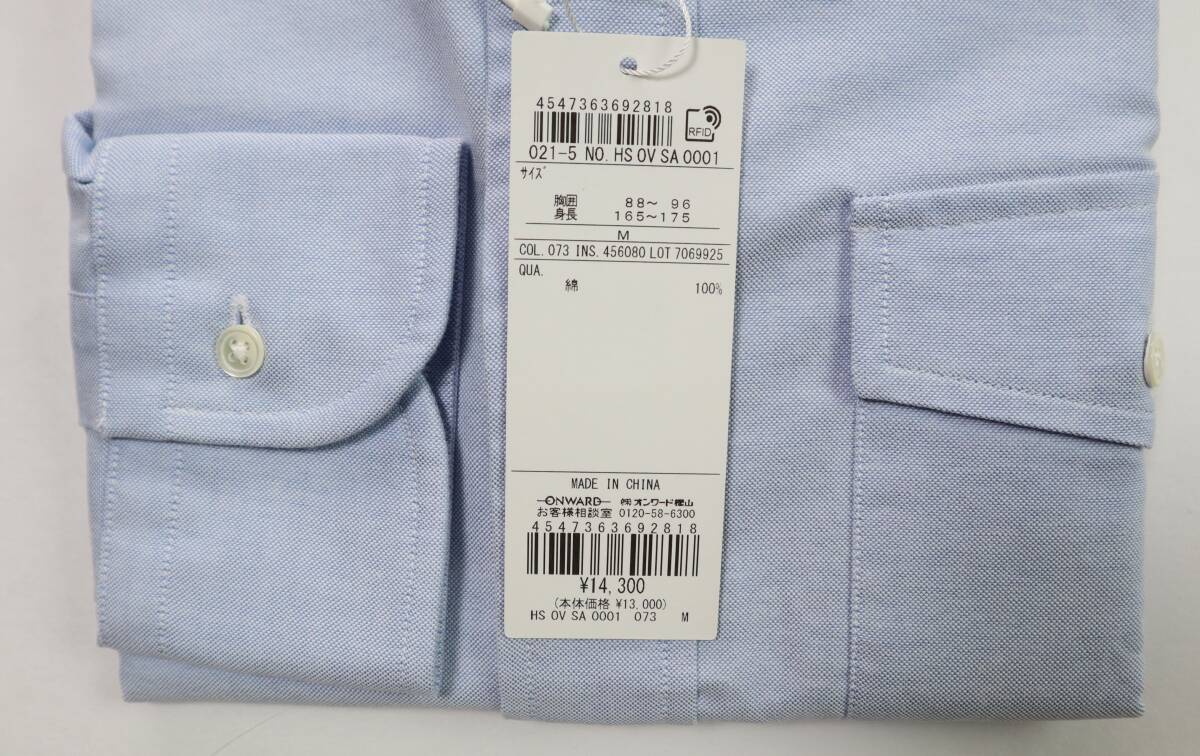 4547363692818
RFID
021-5 NO. HS OV SA 0001
サイズ
胸囲 88～ 96
身長 165～175
M
COL. 073 INS. 456080 LOT 7069925
QUA.
綿 100%
MADE IN CHINA
ONWARD ㈱オンワード樫山
お客様相談室 0120-58-6300
4547363692818
¥14,300
(本体価格 ¥13,000)
HS OV SA 0001 073 M